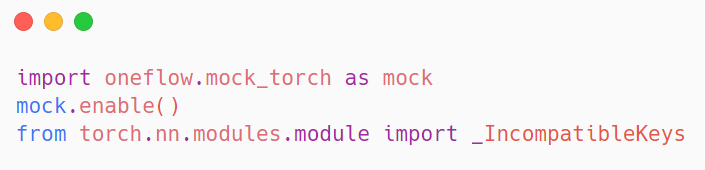 import oneflow.mock_torch as mock
mock.enable()
from torch.nn.modules.module import _IncompatibleKeys